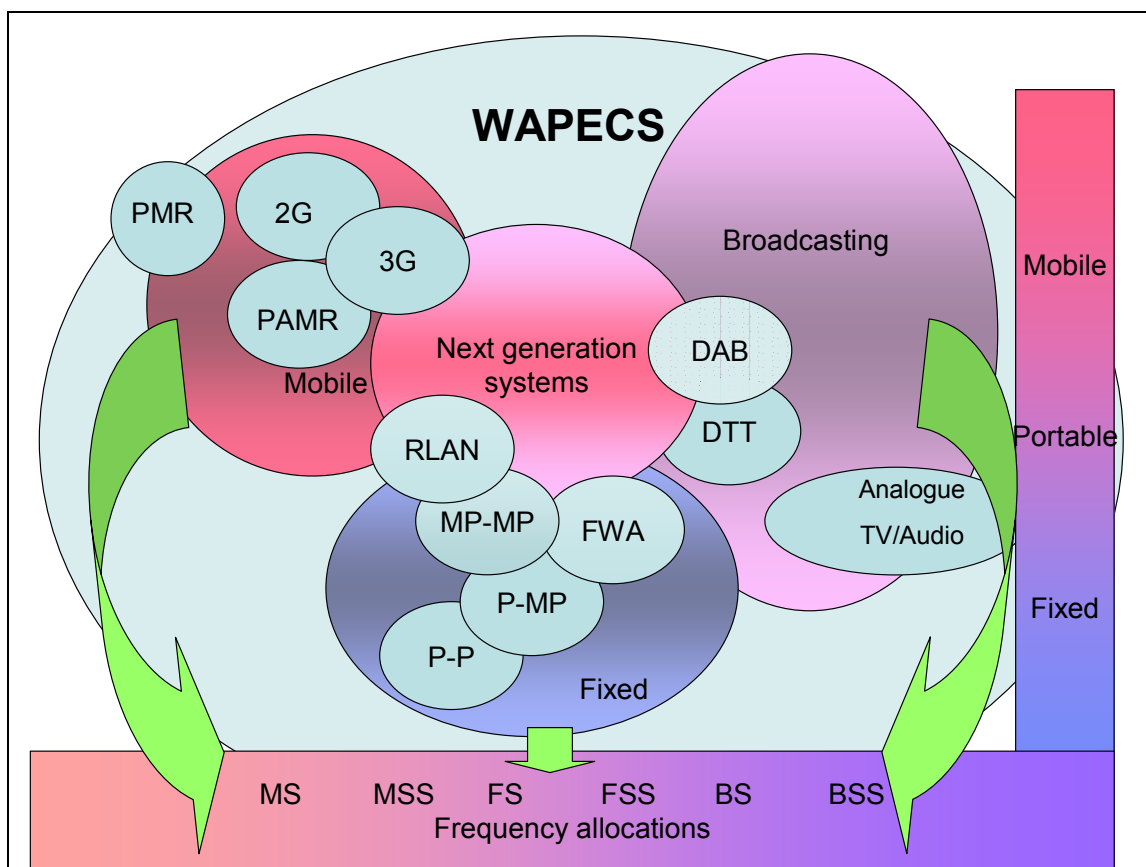 WAPECS
PMR
2G
3G
PAMR
Mobile
Next generation
systems
Broadcasting
DAB
DTT
Analogue
TV/Audio
RLAN
MP-MP
FWA
P-MP
P-P
Fixed
Mobile
Portable
Fixed
MS MSS FS FSS BS BSS
Frequency allocations